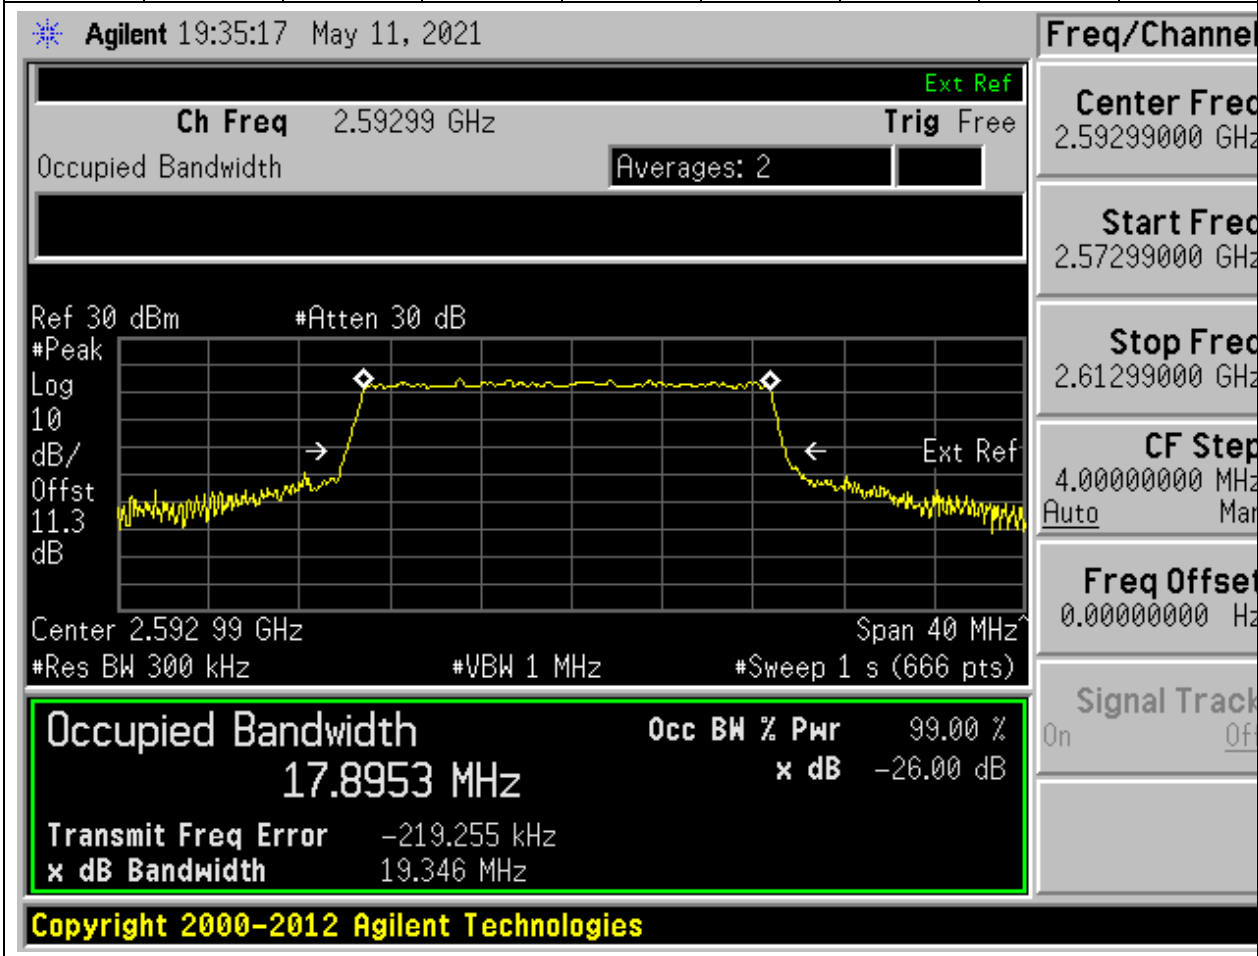 Agilent 19:35:17 May 11, 2021
Freq/Channel
Ext Ref
Ch Freq 2.59299 GHz Trig Free
Occupied Bandwidth Averages: 2
Center Freq
2.59299000 GHz
Start Freq
2.57299000 GHz
Stop Freq
2.61299000 GHz
CF Step
4.00000000 MHz
Auto Man
Freq Offset
0.00000000 Hz
Signal Track
On Off
Ref 30 dBm #Atten 30 dB
#Peak
Log
10
dB/
Offst
11.3
dB
Ext Ref
Center 2.592 99 GHz Span 40 MHz^
#Res BW 300 kHz #VBW 1 MHz #Sweep 1 s (666 pts)
Occupied Bandwidth Occ BW % Pwr 99.00 %
17.8953 MHz x dB -26.00 dB
Transmit Freq Error -219.255 kHz
x dB Bandwidth 19.346 MHz
Copyright 2000-2012 Agilent Technologies